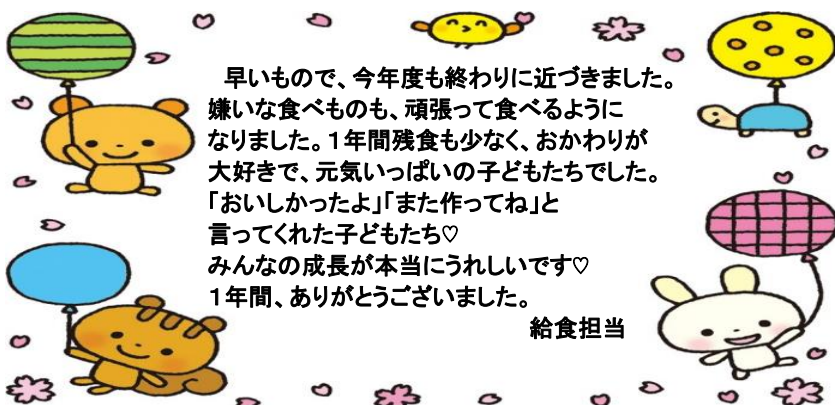 早いもので、今年度も終わりに近づきました。
嫌いな食べものも、頑張って食べるように
なりました。１年間残食も少なく、おかわりが
大好きで、元気いっぱいの子どもたちでした。
「おいしかったよ」「また作ってね」と
言ってくれた子どもたち♡
みんなの成長が本当にうれしいです♡
１年間、ありがとうございました。
給食担当